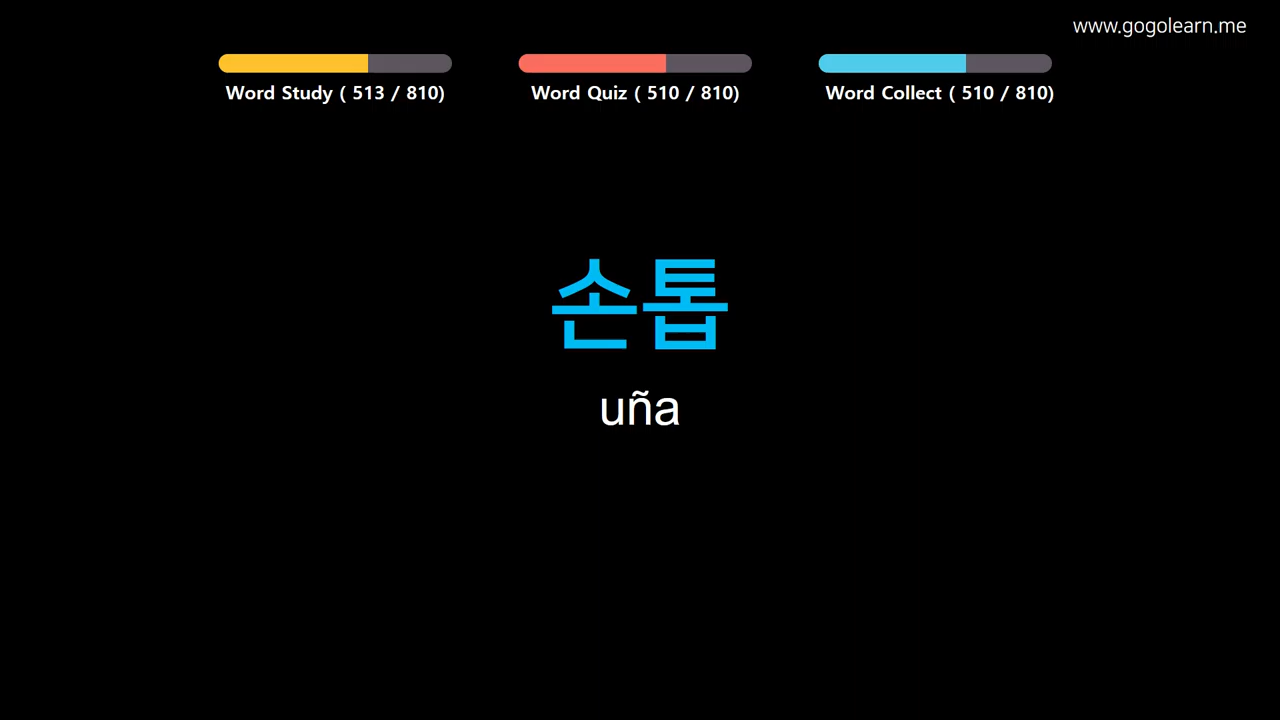 www.gogolearn.me
Word Study ( 513 / 810)
Word Quiz ( 510 / 810)
Word Collect ( 510 / 810)
손톱
uña